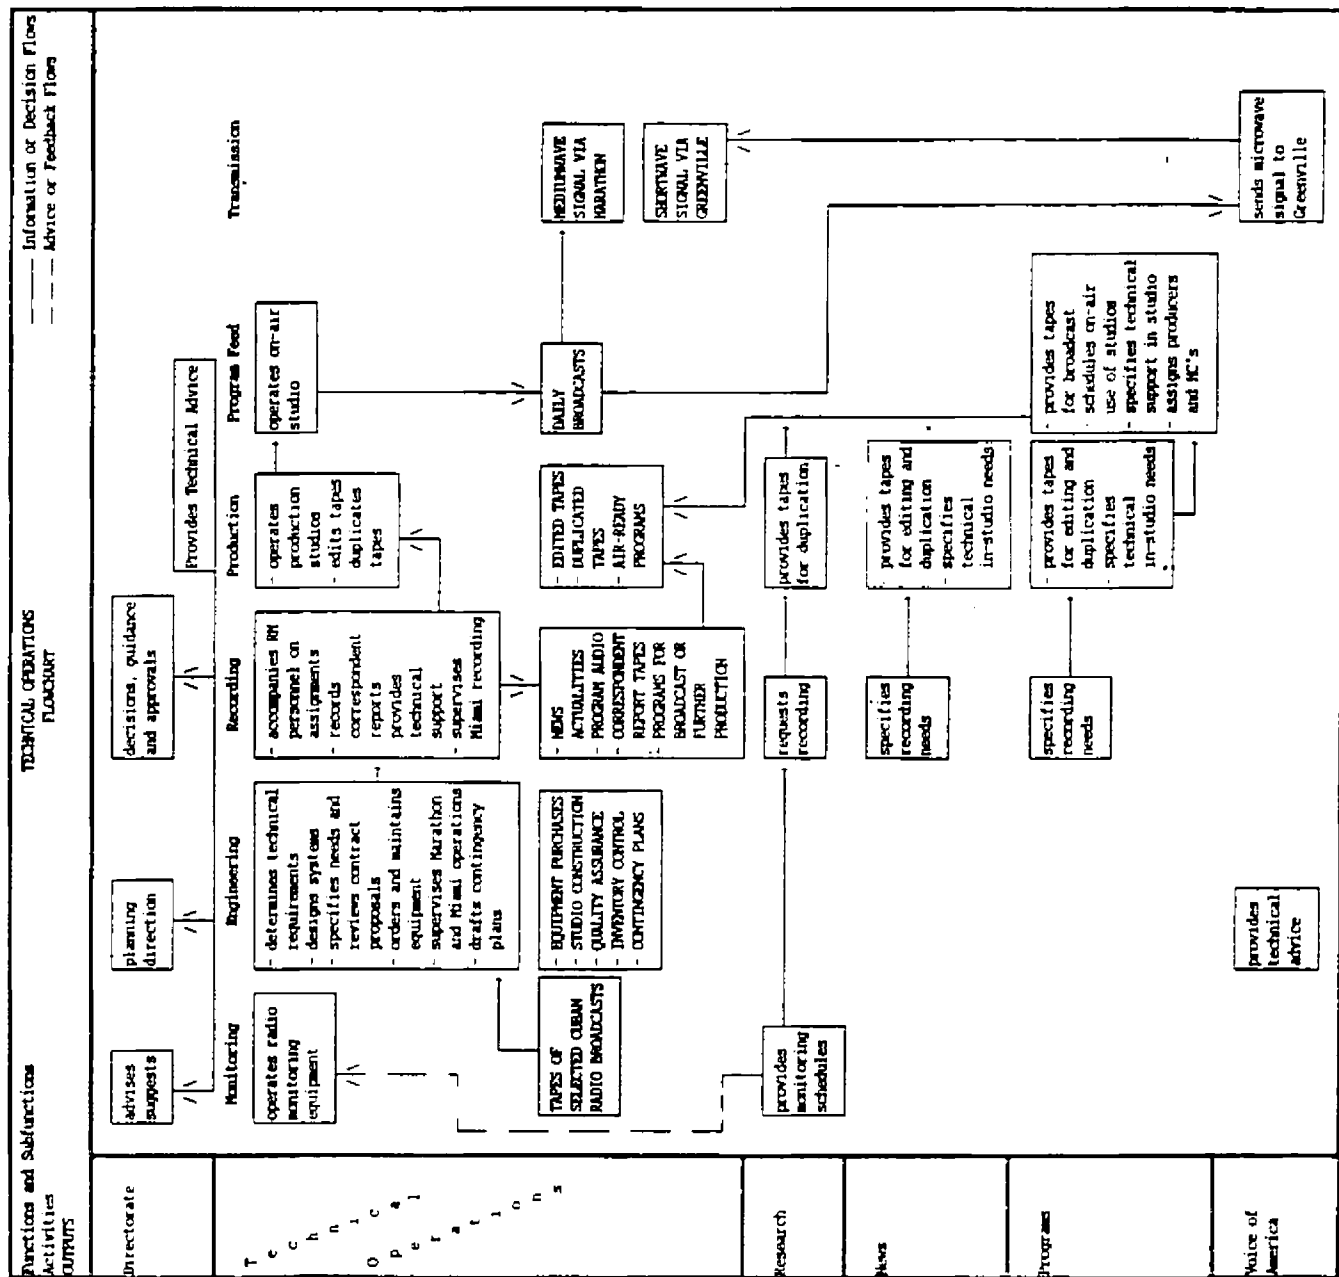 TECHNICAL OPERATIONS
FLOWCHART
Functions and Subfunctions
Activities
OUTPUTS
Information or Decision Flows
Advice or Feedback Flows
Directorate
advises
suggests
planning
direction
decisions, guidance
and approvals
Provides Technical Advice
Technical
Operations
Monitoring
Engineering
Recording
Production
Program Feed
Transmission
operates radio
monitoring
equipment
- determines technical
requirements
- designs systems
- specifies needs and
reviews contract
proposals
- orders and maintains
equipment
- supervises Marathon
and Miami operations
- drafts contingency
plans
- accompanies RM
personnel on
assignments
- records
correspondent
reports
- provides
technical
support
- supervises
Miami recording
- operates
production
studios
- edits tapes
- duplicates
tapes
operates on-air
studio
TAPES OF
SELECTED CUBAN
RADIO BROADCASTS
- EQUIPMENT PURCHASES
- STUDIO CONSTRUCTION
- QUALITY ASSURANCE
- INVENTORY CONTROL
- CONTINGENCY PLANS
- NEWS
ACTUALITIES
- PROGRAM AUDIO
- CORRESPONDENT
REPORT TAPES
- PROGRAMS FOR
BROADCAST OR
FURTHER
PRODUCTION
- EDITED TAPES
- DUPLICATED
TAPES
- AIR-READY
PROGRAMS
DAILY
BROADCASTS
MEDIUMWAVE
SIGNAL VIA
MARATHON
SHORTWAVE
SIGNAL VIA
GREENVILLE
Research
provides
monitoring
schedules
requests
recording
provides tapes
for duplication
News
specifies
recording
needs
- provides tapes
for editing and
duplication
- specifies
technical
in-studio needs
Programs
specifies
recording
needs
- provides tapes
for editing and
duplication
- specifies
technical
in-studio needs
- provides tapes
for broadcast
- schedules on-air
use of studios
- specifies technical
support in studio
- assigns producers
and MC's
Voice of
America
provides
technical
advice
sends microwave
signal to
Greenville